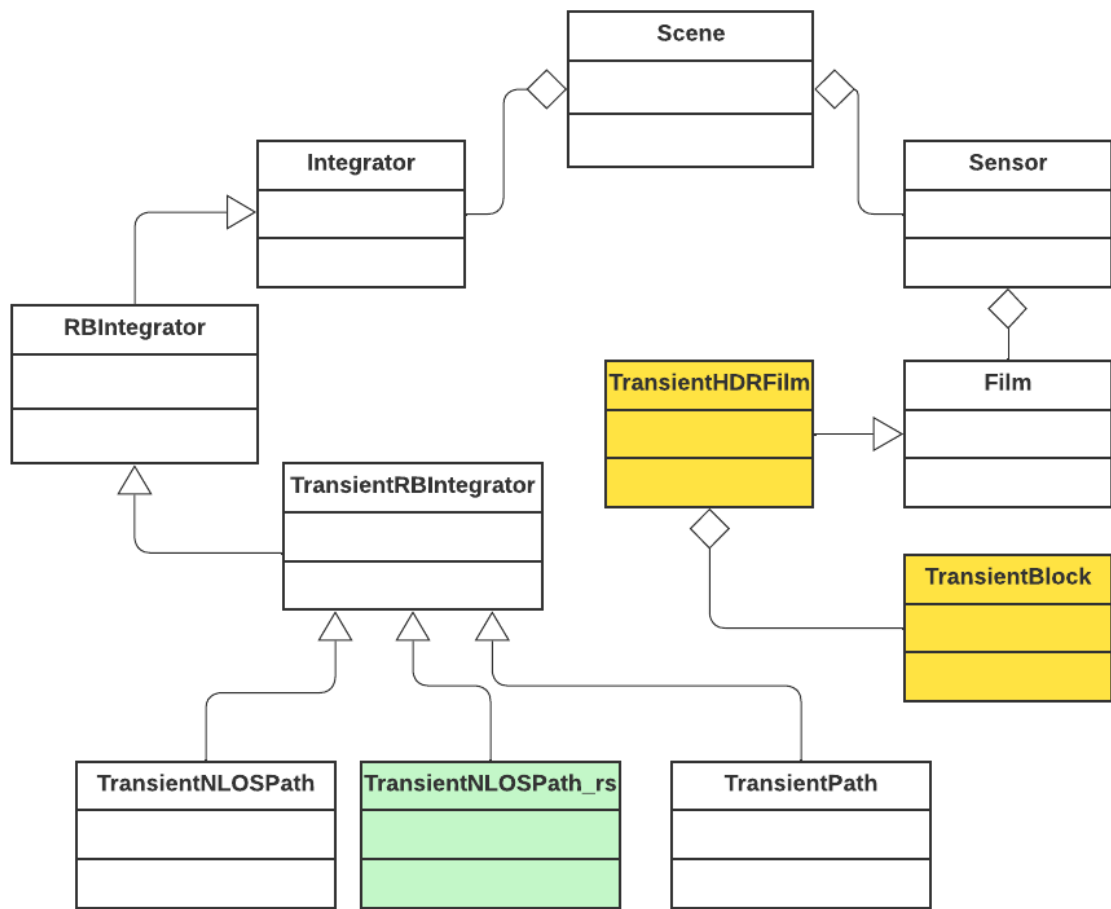 Scene
Integrator
Sensor
RBIntegrator
TransientHDRFilm
Film
TransientRBIntegrator
TransientBlock
TransientNLOSPath
TransientNLOSPath_rs
TransientPath